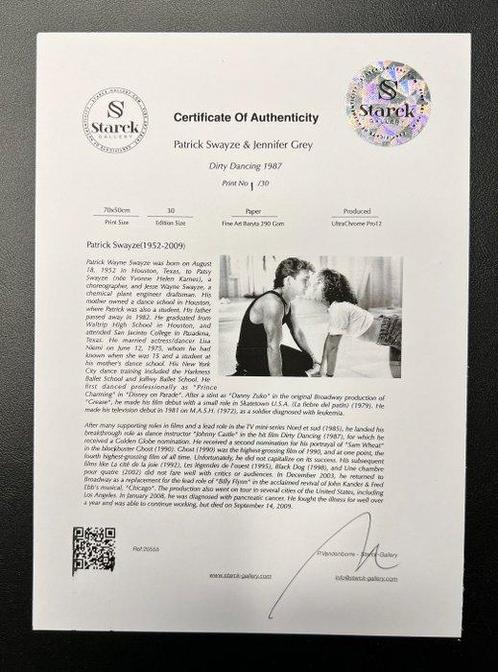 Starck
GALLERY
Starck
GALLERY
Certificate Of Authenticity
Patrick Swayze & Jennifer Grey
Dirty Dancing 1987
Print No 1 /30
70x50cm
Print Size
30
Edition Size
Paper
Fine Art Baryta 290 Gsm
Produced
UltraChrome Pro12
Patrick Swayze(1952-2009)
Patrick Wayne Swayze was born on August
18, 1952 in Houston, Texas, to Patsy
Swayze (née Yvonne Helen Karnes), a
choreographer, and Jesse Wayne Swayze, a
chemical plant engineer draftsman. His
mother owned a dance school in Houston,
where Patrick was also a student. His father
passed away in 1982. He graduated from
Waltrip High School in Houston, and
attended San Jacinto College in Pasadena,
Texas. He married actress/dancer Lisa
Niemi on June 12, 1975, whom he had
known when she was 15 and a student at
his mother's dance school. His New York
City dance training included the Harkness
Ballet School and Joffrey Ballet School. He
first danced professionally as "Prince
Charming" in "Disney on Parade". After a stint as "Danny Zuko" in the original Broadway production of
"Grease", he made his film debut with a small role in Skatetown U.S.A. (La fiebre del patín) (1979). He
made his television debut in 1981 on M.A.S.H. (1972), as a soldier diagnosed with leukemia.
After many supporting roles in films and a lead role in the TV mini-series Nord et sud (1985), he landed his
breakthrough role as dance instructor "Johnny Castle" in the hit film Dirty Dancing (1987), for which he
received a Golden Globe nomination. He received a second nomination for his portrayal of "Sam Wheat"
in the blockbuster Ghost (1990). Ghost (1990) was the highest-grossing film of 1990, and at one point, the
fourth highest-grossing film of all time. Unfortunately, he did not capitalize on its success. His subsequent
films like La cité de la joie (1992), Les légendes de l'ouest (1995), Black Dog (1998), and Une chambre
pour quatre (2002) did not fare well with critics or audiences. In December 2003, he returned to
Broadway as a replacement for the lead role of "Billy Flynn" in the acclaimed revival of John Kander & Fred
Ebb's musical, "Chicago". The production also went on tour in several cities of the United States, including
Los Angeles. In January 2008, he was diagnosed with pancreatic cancer. He fought the illness for well over
a year and was able to continue working, but died on September 14, 2009.
Ref:20556
P.Vandenborre - Starck-Gallery
www.starck-gallery.com
info@starck-gallery.com